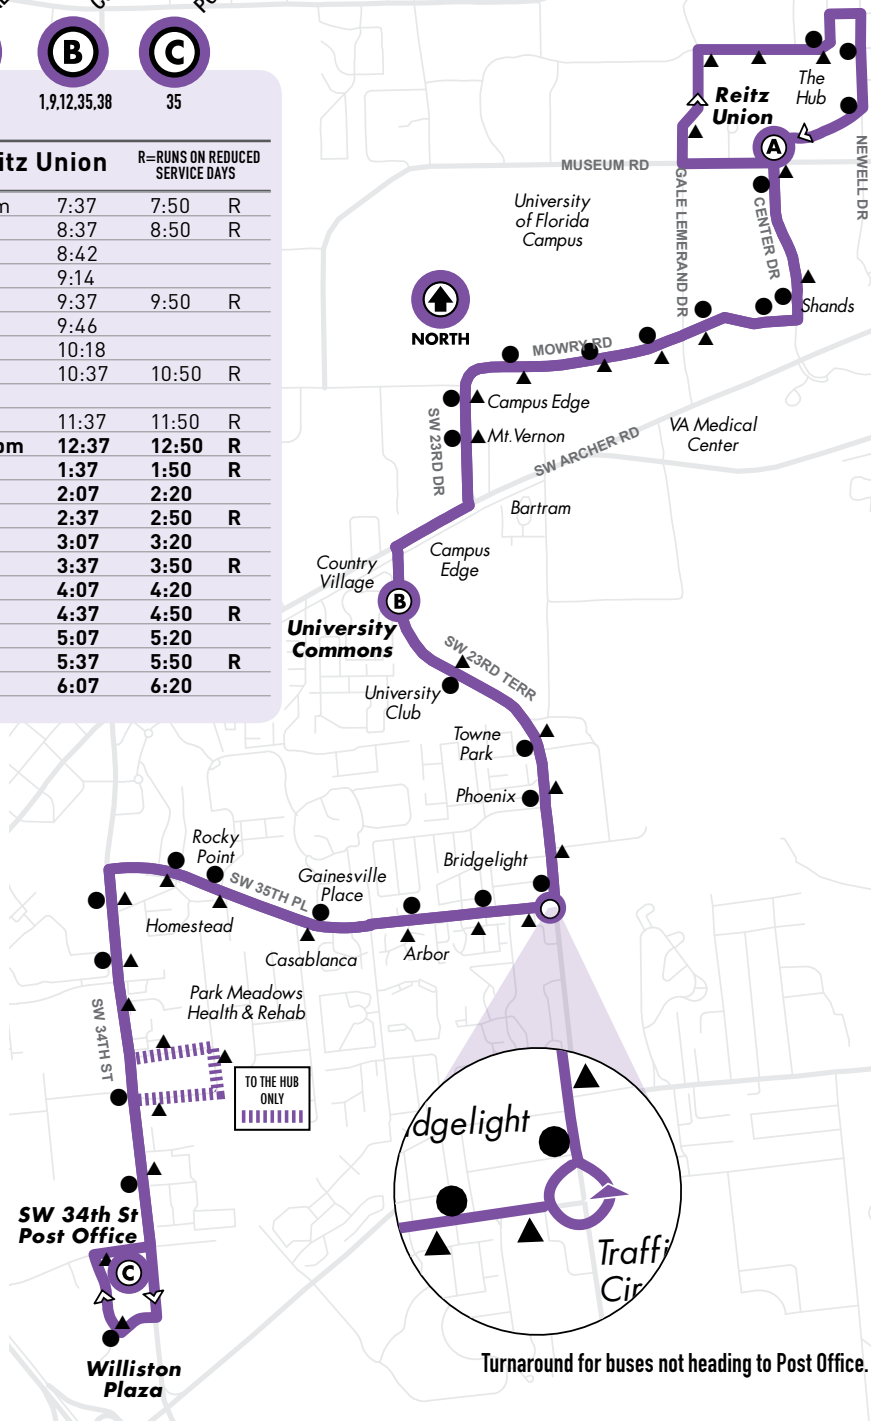 B
C
1,9,12,35,38
35
itz Union
R=RUNS ON REDUCED
SERVICE DAYS
m 7:37 7:50 R
8:37 8:50 R
8:42
9:14
9:37 9:50 R
9:46
10:18
10:37 10:50 R
11:37 11:50 R
om 12:37 12:50 R
1:37 1:50 R
2:07 2:20
2:37 2:50 R
3:07 3:20
3:37 3:50 R
4:07 4:20
4:37 4:50 R
5:07 5:20
5:37 5:50 R
6:07 6:20
The
Hub
Reitz
Union
A
MUSEUM RD
NEWELL DR
GALE LEMERAND DR
CENTER DR
University
of Florida
Campus
Shands
NORTH
MOWRY RD
SW 23RD DR
Campus Edge
Mt.Vernon
SW ARCHER RD
VA Medical
Center
Bartram
Campus
Edge
Country
Village
B
University
Commons
SW 23RD TERR
University
Club
Towne
Park
Phoenix
Bridgelight
Rocky
Point
SW 35TH PL
Gainesville
Place
Homestead
Casablanca
Arbor
Park Meadows
Health & Rehab
SW 34TH ST
TO THE HUB
ONLY
dgelight
Traffi
Cir
SW 34th St
Post Office
C
Williston
Plaza
Turnaround for buses not heading to Post Office.